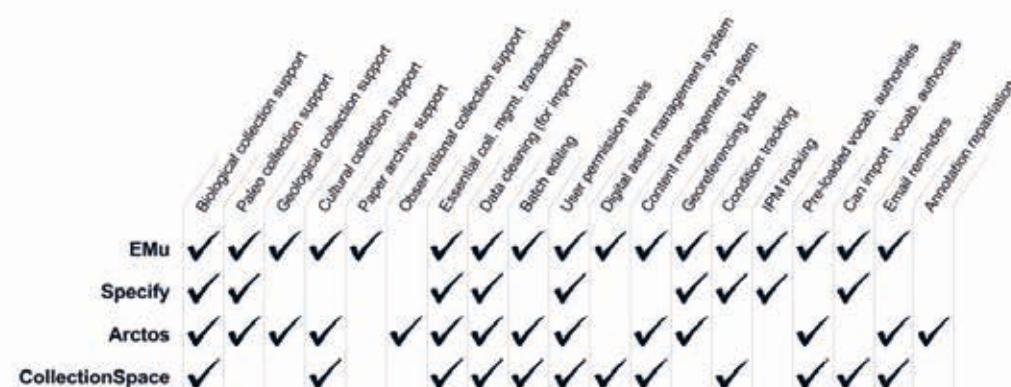 Biological collection support
Paleo collection support
Geological collection support
Cultural collection support
Paper archive support
Observational collection support
Essential coll. mgmt. transactions
Data cleaning (for imports)
Batch editing
User permission levels
Digital asset management system
Content management system
Georeferencing tools
Condition tracking
IPM tracking
Pre-loaded vocab. authorities
Can import vocab. authorities
Email reminders
Annotation repatriation
EMu ✓ ✓ ✓ ✓ ✓ ✓ ✓ ✓ ✓ ✓ ✓ ✓ ✓ ✓ ✓ ✓ ✓
Specify ✓ ✓ ✓ ✓ ✓ ✓ ✓ ✓ ✓
Arctos ✓ ✓ ✓ ✓ ✓ ✓ ✓ ✓ ✓ ✓ ✓ ✓ ✓ ✓
CollectionSpace ✓ ✓ ✓ ✓ ✓ ✓ ✓ ✓ ✓ ✓ ✓ ✓